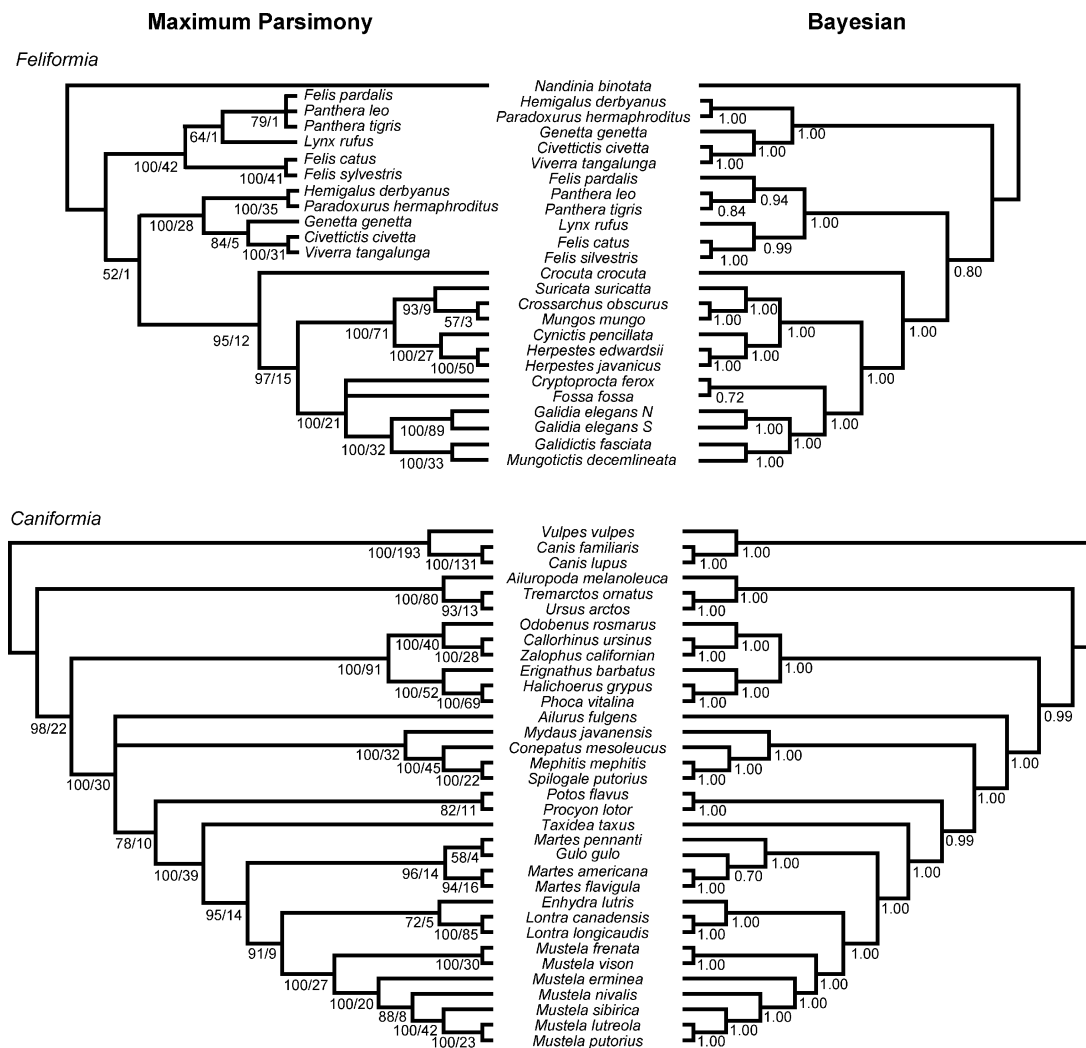 Maximum Parsimony
Bayesian
Feliformia
Nandinia binotata
Felis pardalis
Panthera leo
79/1
Panthera tigris
64/1
Lynx rufus
100/42
Felis catus
100/41
Felis sylvestris
Hemigalus derbyanus
100/35
Paradoxurus hermaphroditus
100/28
Genetta genetta
84/5
Civettictis civetta
100/31
Viverra tangalunga
52/1
95/12
93/9
57/3
100/71
100/27
100/50
97/15
100/21
100/89
100/32
100/33
Hemigalus derbyanus
Paradoxurus hermaphroditus
Genetta genetta
Civettictis civetta
Viverra tangalunga
Felis pardalis
Panthera leo
Panthera tigris
Lynx rufus
Felis catus
Felis silvestris
Crocuta crocuta
Suricata suricatta
Crossarchus obscurus
Mungos mungo
Cynictis pencillata
Herpestes edwardsii
Herpestes javanicus
Cryptoprocta ferox
Fossa fossa
Galidia elegans N
Galidia elegans S
Galidictis fasciata
Mungotictis decemlineata
1.00
1.00
1.00
1.00
0.94
0.84
1.00
0.99
1.00
0.80
1.00
1.00
1.00
1.00
1.00
1.00
1.00
0.72
1.00
1.00
1.00
1.00
Caniformia
100/193
100/131
100/80
93/13
100/40
100/28
100/91
100/52
100/69
98/22
100/32
100/45
100/22
100/30
82/11
78/10
100/39
58/4
96/14
94/16
95/14
72/5
100/85
91/9
100/30
100/27
100/20
88/8
100/42
100/23
Vulpes vulpes
Canis familiaris
Canis lupus
Ailuropoda melanoleuca
Tremarctos ornatus
Ursus arctos
Odobenus rosmarus
Callorhinus ursinus
Zalophus californian
Erignathus barbatus
Halichoerus grypus
Phoca vitalina
Ailurus fulgens
Mydaus javanensis
Conepatus mesoleucus
Mephitis mephitis
Spilogale putorius
Potos flavus
Procyon lotor
Taxidea taxus
Martes pennanti
Gulo gulo
Martes americana
Martes flavigula
Enhydra lutris
Lontra canadensis
Lontra longicaudis
Mustela frenata
Mustela vison
Mustela erminea
Mustela nivalis
Mustela sibirica
Mustela lutreola
Mustela putorius
1.00
1.00
1.00
1.00
1.00
1.00
1.00
1.00
1.00
0.99
1.00
1.00
1.00
1.00
1.00
1.00
0.99
1.00
1.00
0.70
1.00
1.00
1.00
1.00
1.00
1.00
1.00
1.00
1.00
1.00